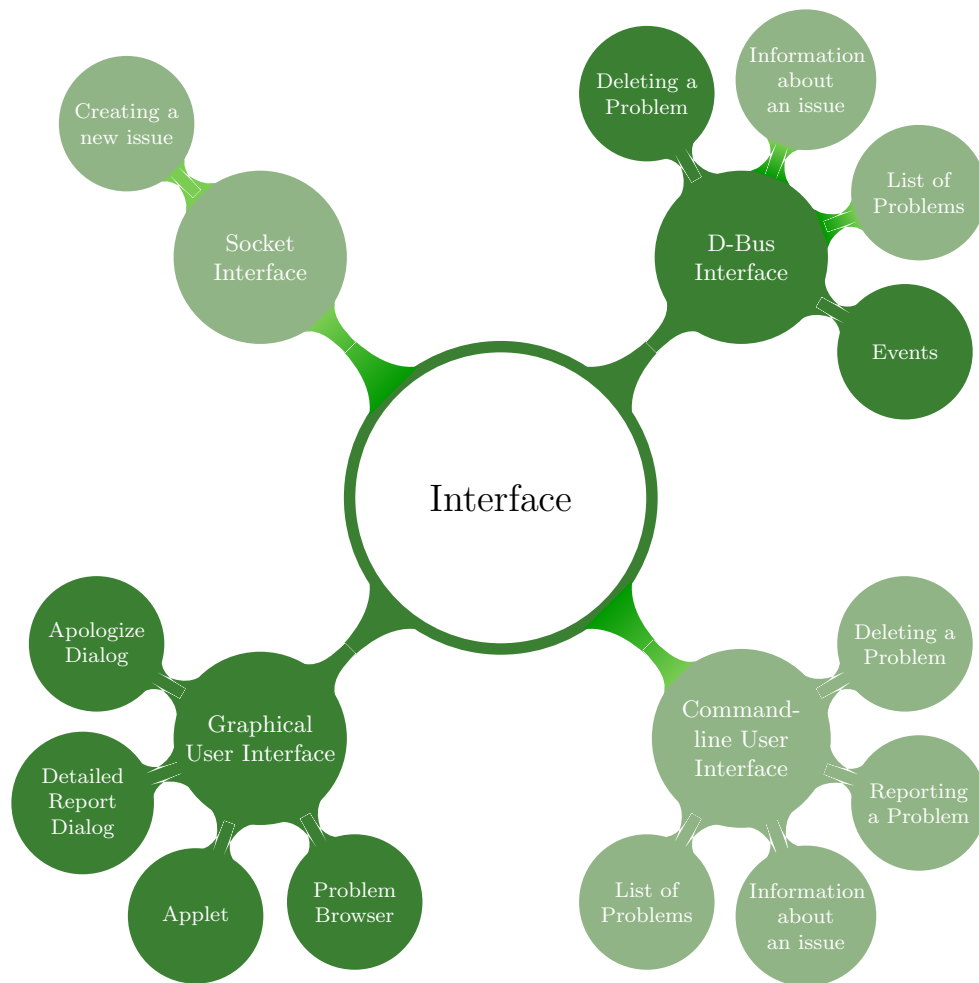 Creating a
new issue
Socket
Interface
Deleting a
Problem
Information
about
an issue
List of
Problems
D-Bus
Interface
Events
Interface
Apologize
Dialog
Graphical
User Interface
Detailed
Report
Dialog
Applet
Problem
Browser
Deleting a
Problem
Command-
line User
Interface
Reporting
a Problem
List of
Problems
Information
about
an issue